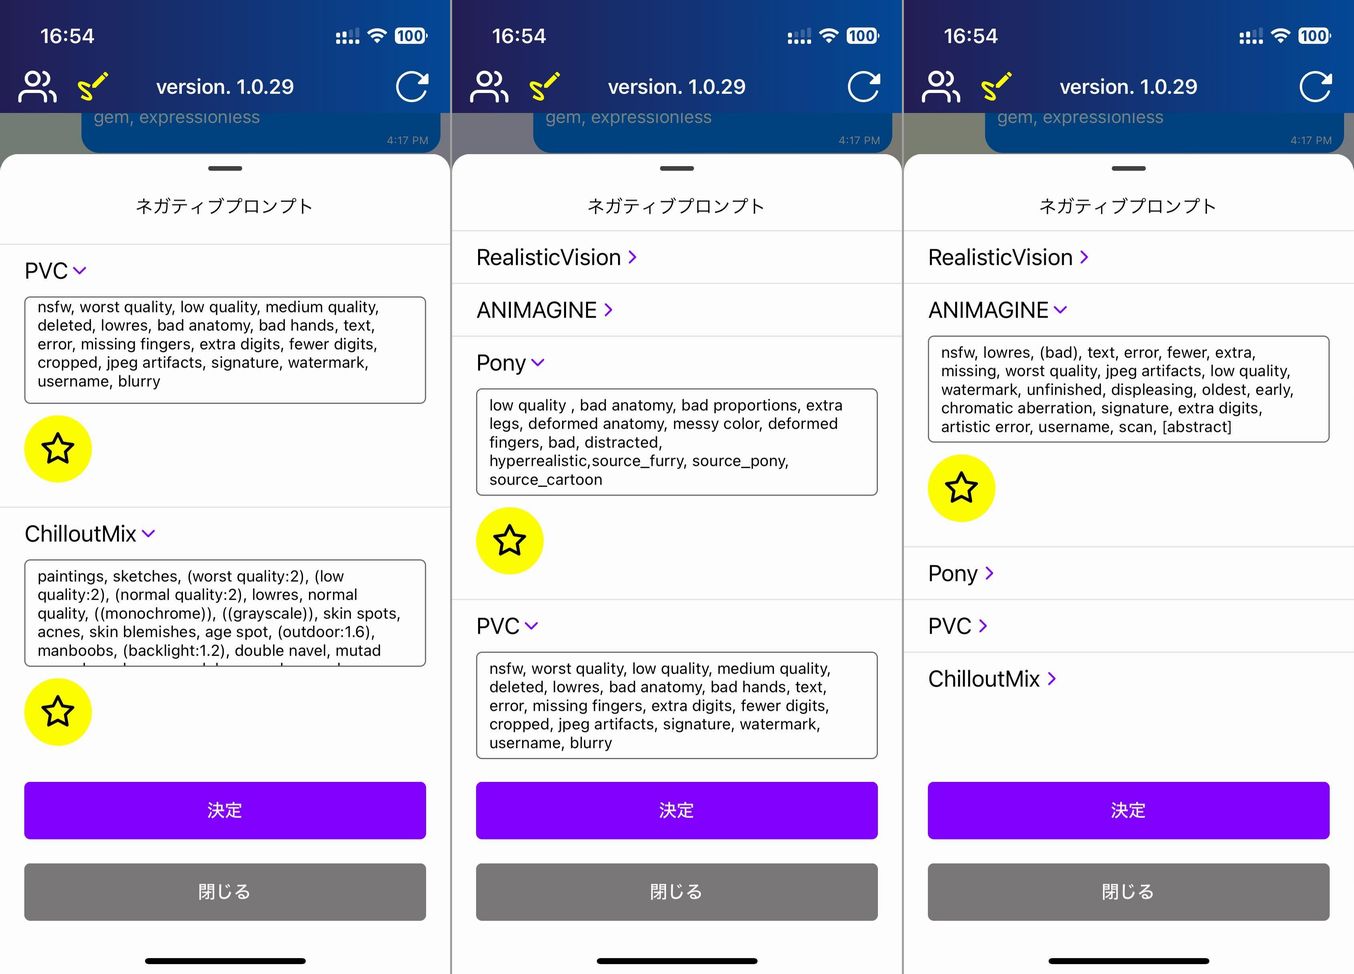 16:54
100
version. 1.0.29
gem, expressionless
4:17 PM
ネガティブプロンプト
PVC
nsfw, worst quality, low quality, medium quality,
deleted, lowres, bad anatomy, bad hands, text,
error, missing fingers, extra digits, fewer digits,
cropped, jpeg artifacts, signature, watermark,
username, blurry
ChilloutMix
paintings, sketches, (worst quality:2), (low
quality:2), (normal quality:2), lowres, normal
quality, ((monochrome)), ((grayscale)), skin spots,
acnes, skin blemishes, age spot, (outdoor:1.6),
manboobs, (backlight:1.2), double navel, mutad
決定
閉じる
16:54
100
version. 1.0.29
gem, expressionless
4:17 PM
ネガティブプロンプト
RealisticVision
ANIMAGINE
Pony
low quality , bad anatomy, bad proportions, extra
legs, deformed anatomy, messy color, deformed
fingers, bad, distracted,
hyperrealistic,source_furry, source_pony,
source_cartoon
PVC
nsfw, worst quality, low quality, medium quality,
deleted, lowres, bad anatomy, bad hands, text,
error, missing fingers, extra digits, fewer digits,
cropped, jpeg artifacts, signature, watermark,
username, blurry
決定
閉じる
16:54
100
version. 1.0.29
gem, expressionless
4:17 PM
ネガティブプロンプト
RealisticVision
ANIMAGINE
nsfw, lowres, (bad), text, error, fewer, extra,
missing, worst quality, jpeg artifacts, low quality,
watermark, unfinished, displeasing, oldest, early,
chromatic aberration, signature, extra digits,
artistic error, username, scan, [abstract]
Pony
PVC
ChilloutMix
決定
閉じる